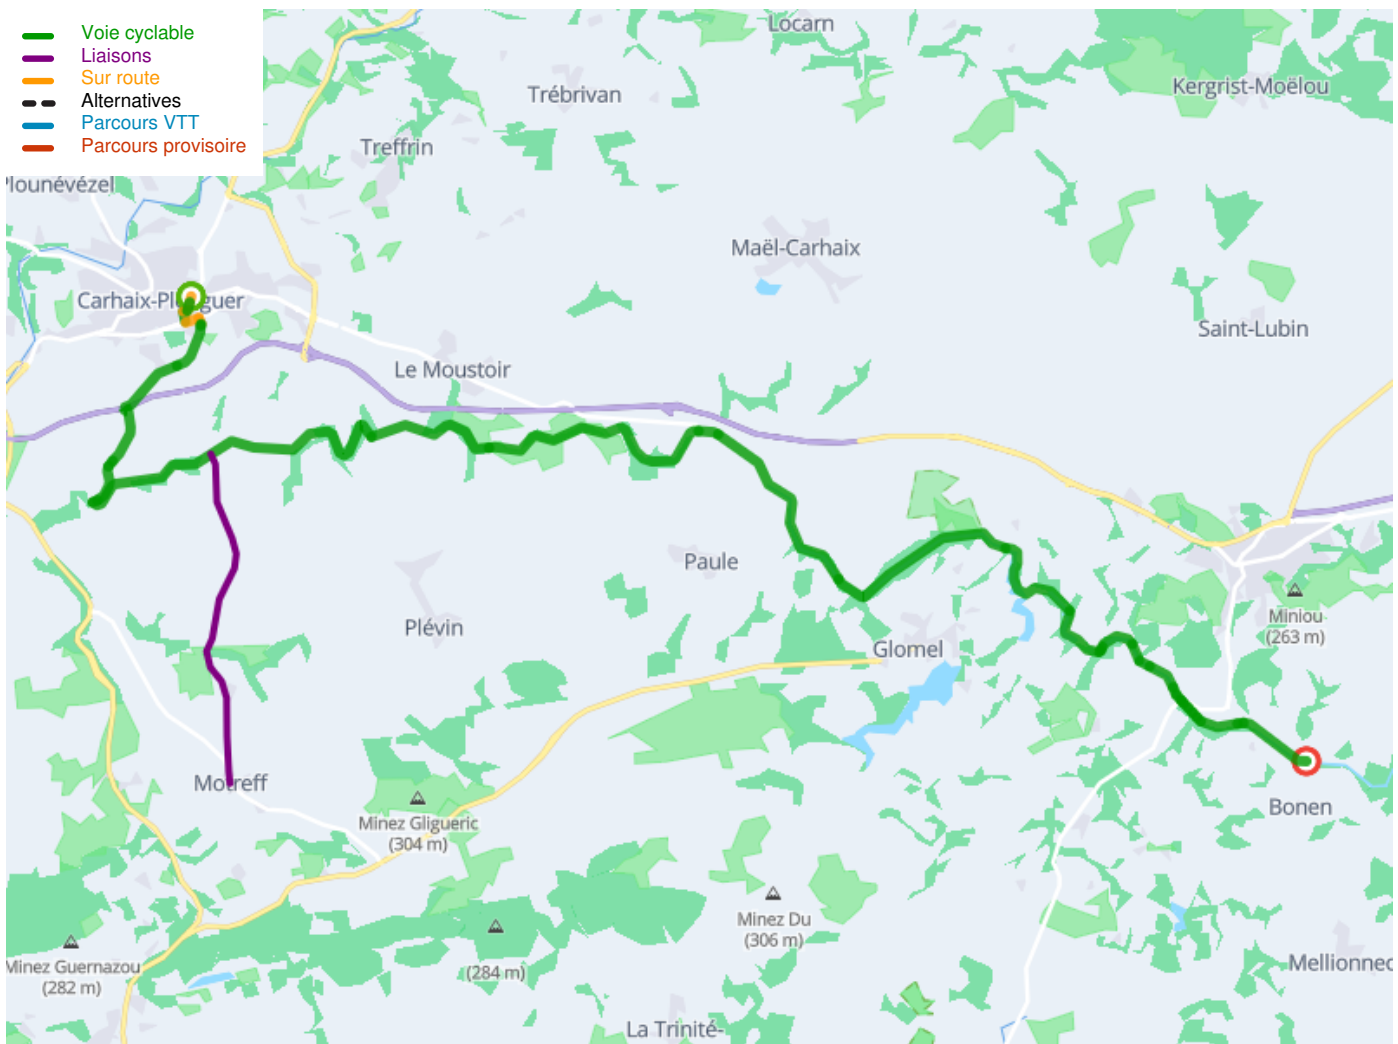 Voie cyclable
Liaisons
Sur route
Alternatives
Parcours VTT
Parcours provisoire
Locarn
Kergrist-Moëlou
Trébrivan
Treffrin
Plounévézel
Maël-Carhaix
Carhaix-Pl guer
Saint-Lubin
Le Moustoir
Paule
Miniou
(263 m)
Plévin
Glomel
Motreff
Bonen
Minez Gligueric
(304 m)
Minez Du
(306 m)
Minez Guernazou
(282 m)
(284 m)
Mellionnec
La Trinité-